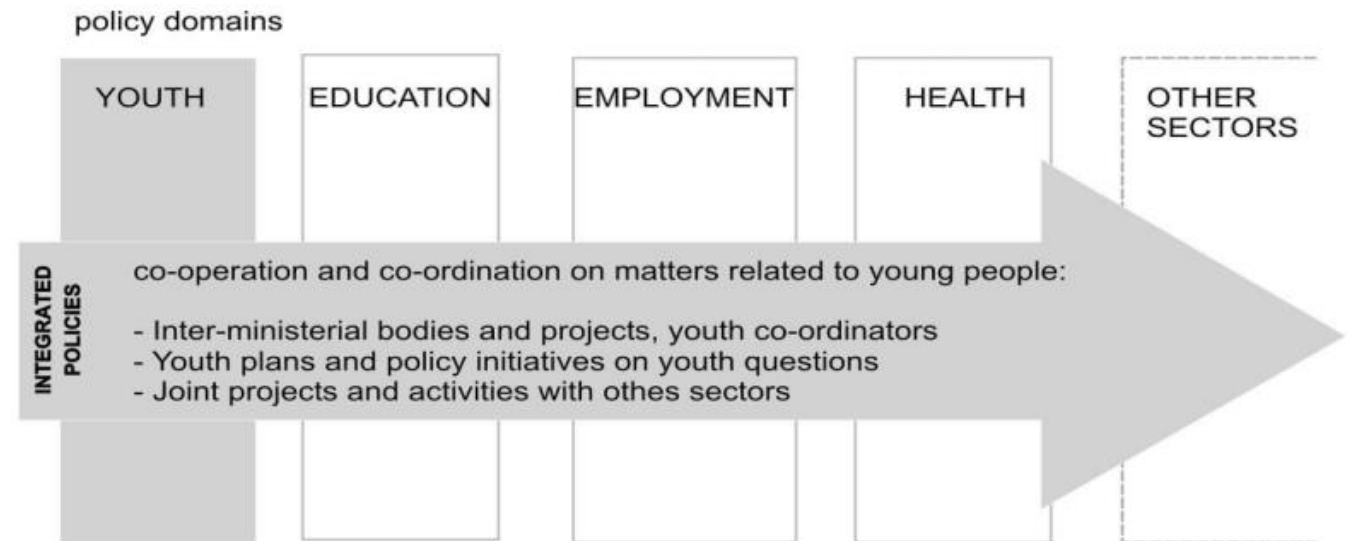 policy domains
YOUTH
EDUCATION
EMPLOYMENT
HEALTH
OTHER
SECTORS
INTEGRATED
POLICIES
co-operation and co-ordination on matters related to young people:
- Inter-ministerial bodies and projects, youth co-ordinators
- Youth plans and policy initiatives on youth questions
- Joint projects and activities with othes sectors